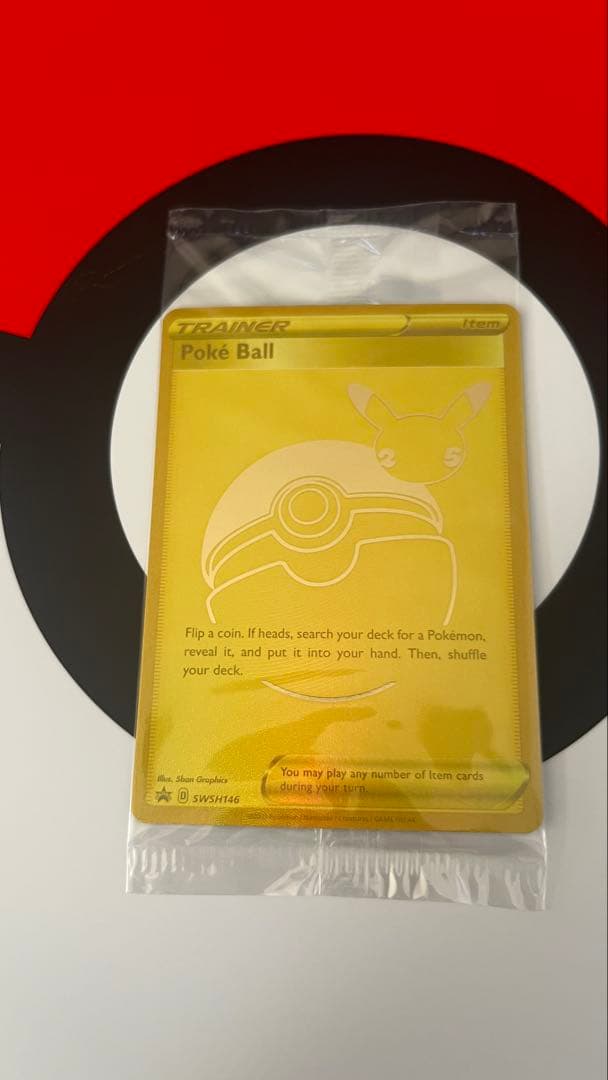 TRAINER Item
Poké Ball
2 5
Flip a coin. If heads, search your deck for a Pokémon,
reveal it, and put it into your hand. Then, shuffle
your deck.
Illus. Shan Graphics
You may play any number of Item cards
during your turn.
D SWSH146